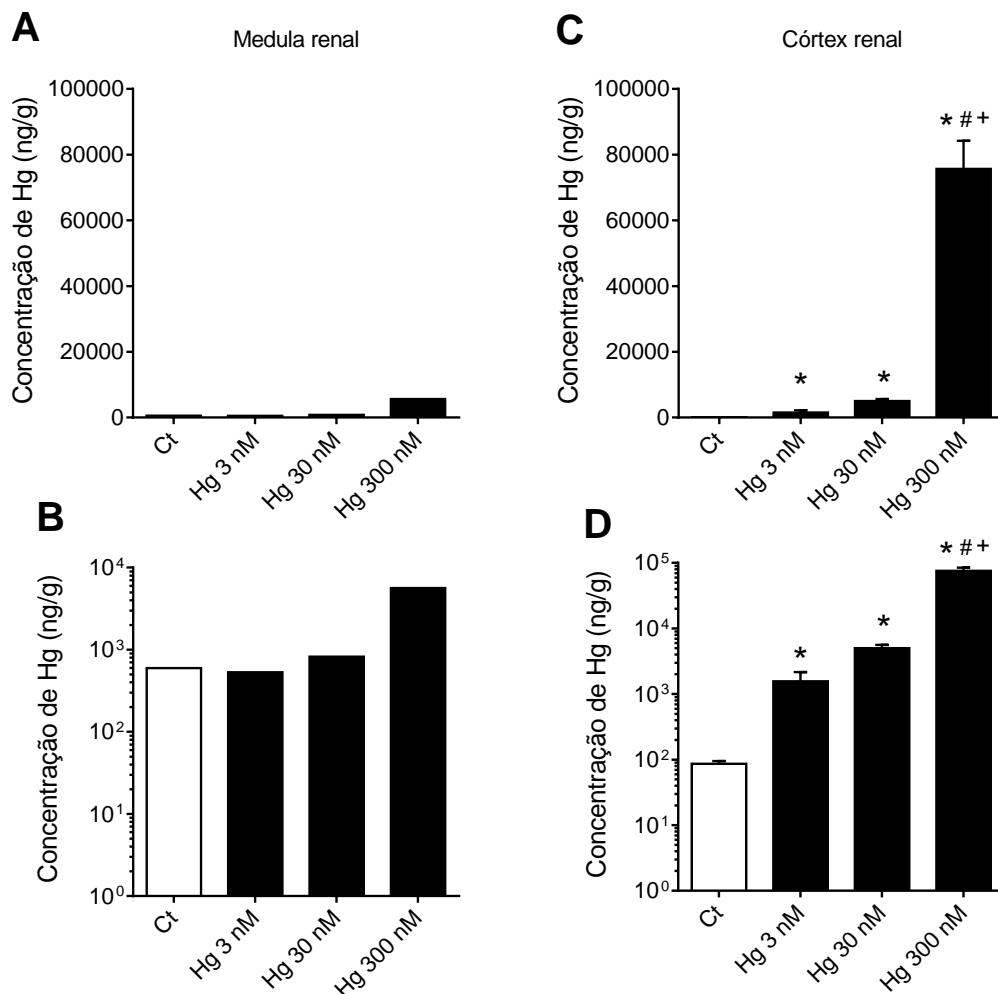 A
Medula renal
Concentração de Hg (ng/g)
100000
80000
60000
40000
20000
0
Ct
Hg 3 nM
Hg 30 nM
Hg 300 nM
C
Córtex renal
Concentração de Hg (ng/g)
100000
80000
60000
40000
20000
0
*
*
* # +
Ct
Hg 3 nM
Hg 30 nM
Hg 300 nM
B
Concentração de Hg (ng/g)
10⁴
10³
10²
10¹
10⁰
Ct
Hg 3 nM
Hg 30 nM
Hg 300 nM
D
Concentração de Hg (ng/g)
10⁵
10⁴
10³
10²
10¹
10⁰
*
*
* # +
Ct
Hg 3 nM
Hg 30 nM
Hg 300 nM